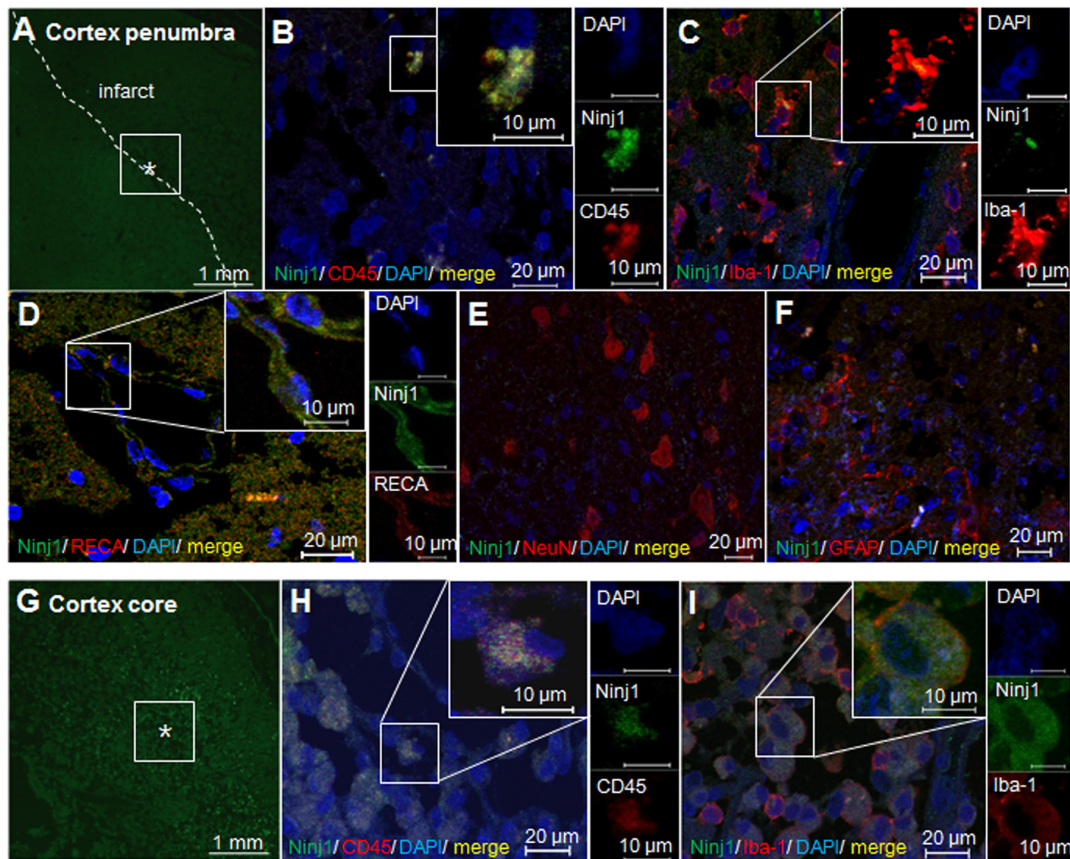 A Cortex penumbra
infarct
*
1 mm
B
10 µm
Ninj1/ CD45/ DAPI/ merge
20 µm
DAPI
Ninj1
CD45
10 µm
C
10 µm
Ninj1/ Iba-1/ DAPI/ merge
20 µm
DAPI
Ninj1
Iba-1
10 µm
D
10 µm
Ninj1/ RECA/ DAPI/ merge
20 µm
DAPI
Ninj1
RECA
10 µm
E
Ninj1/ NeuN/ DAPI/ merge
20 µm
F
Ninj1/ GFAP/ DAPI/ merge
20 µm
G Cortex core
*
1 mm
H
10 µm
Ninj1/ CD45/ DAPI/ merge
20 µm
DAPI
Ninj1
CD45
10 µm
I
10 µm
Ninj1/ Iba-1/ DAPI/ merge
20 µm
DAPI
Ninj1
Iba-1
10 µm